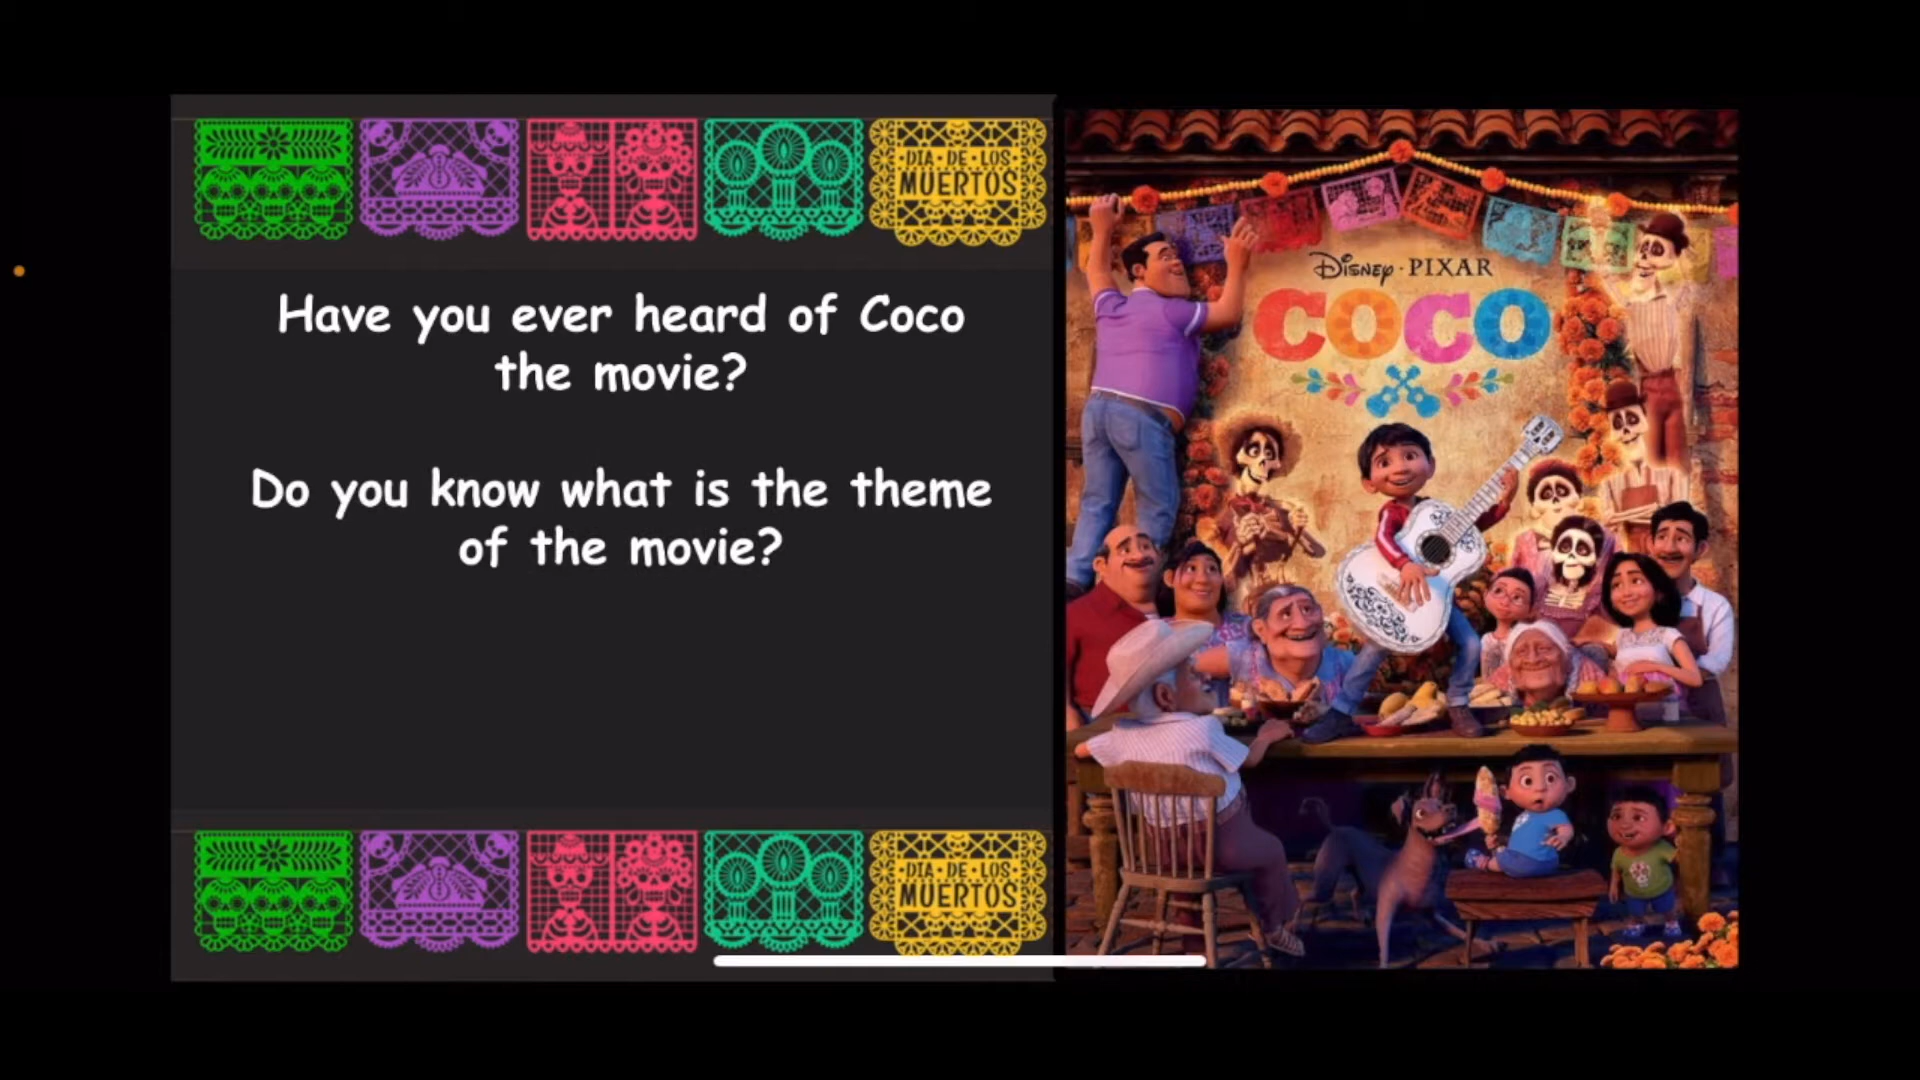 DIA·DE·LOS
MUERTOS
Have you ever heard of Coco
the movie?
Do you know what is the theme
of the movie?
DIA·DE·LOS
MUERTOS
DISNEY·PIXAR
COCO